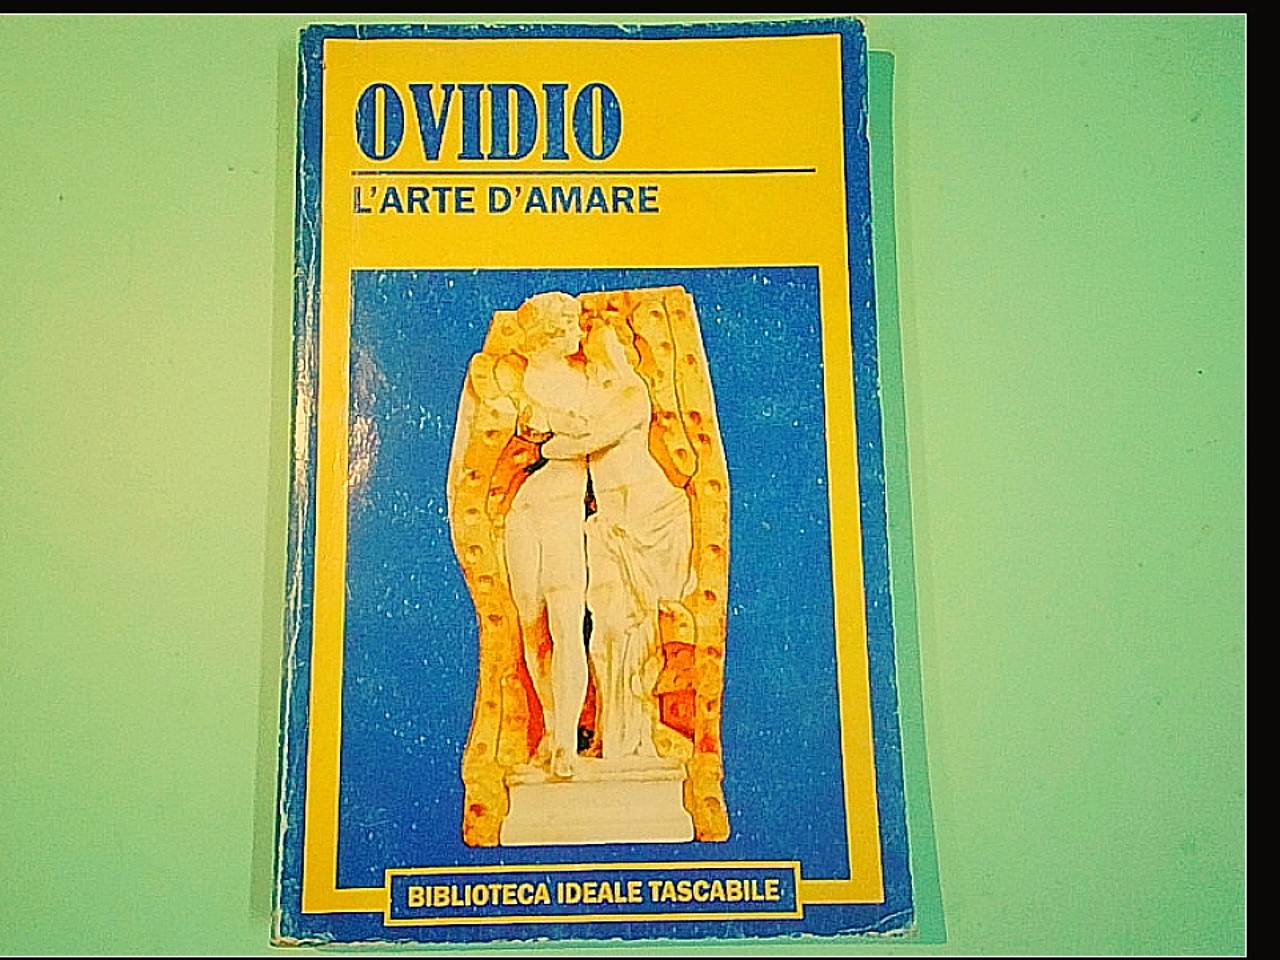 OVIDIO
L'ARTE D'AMARE
BIBLIOTECA IDEALE TASCABILE